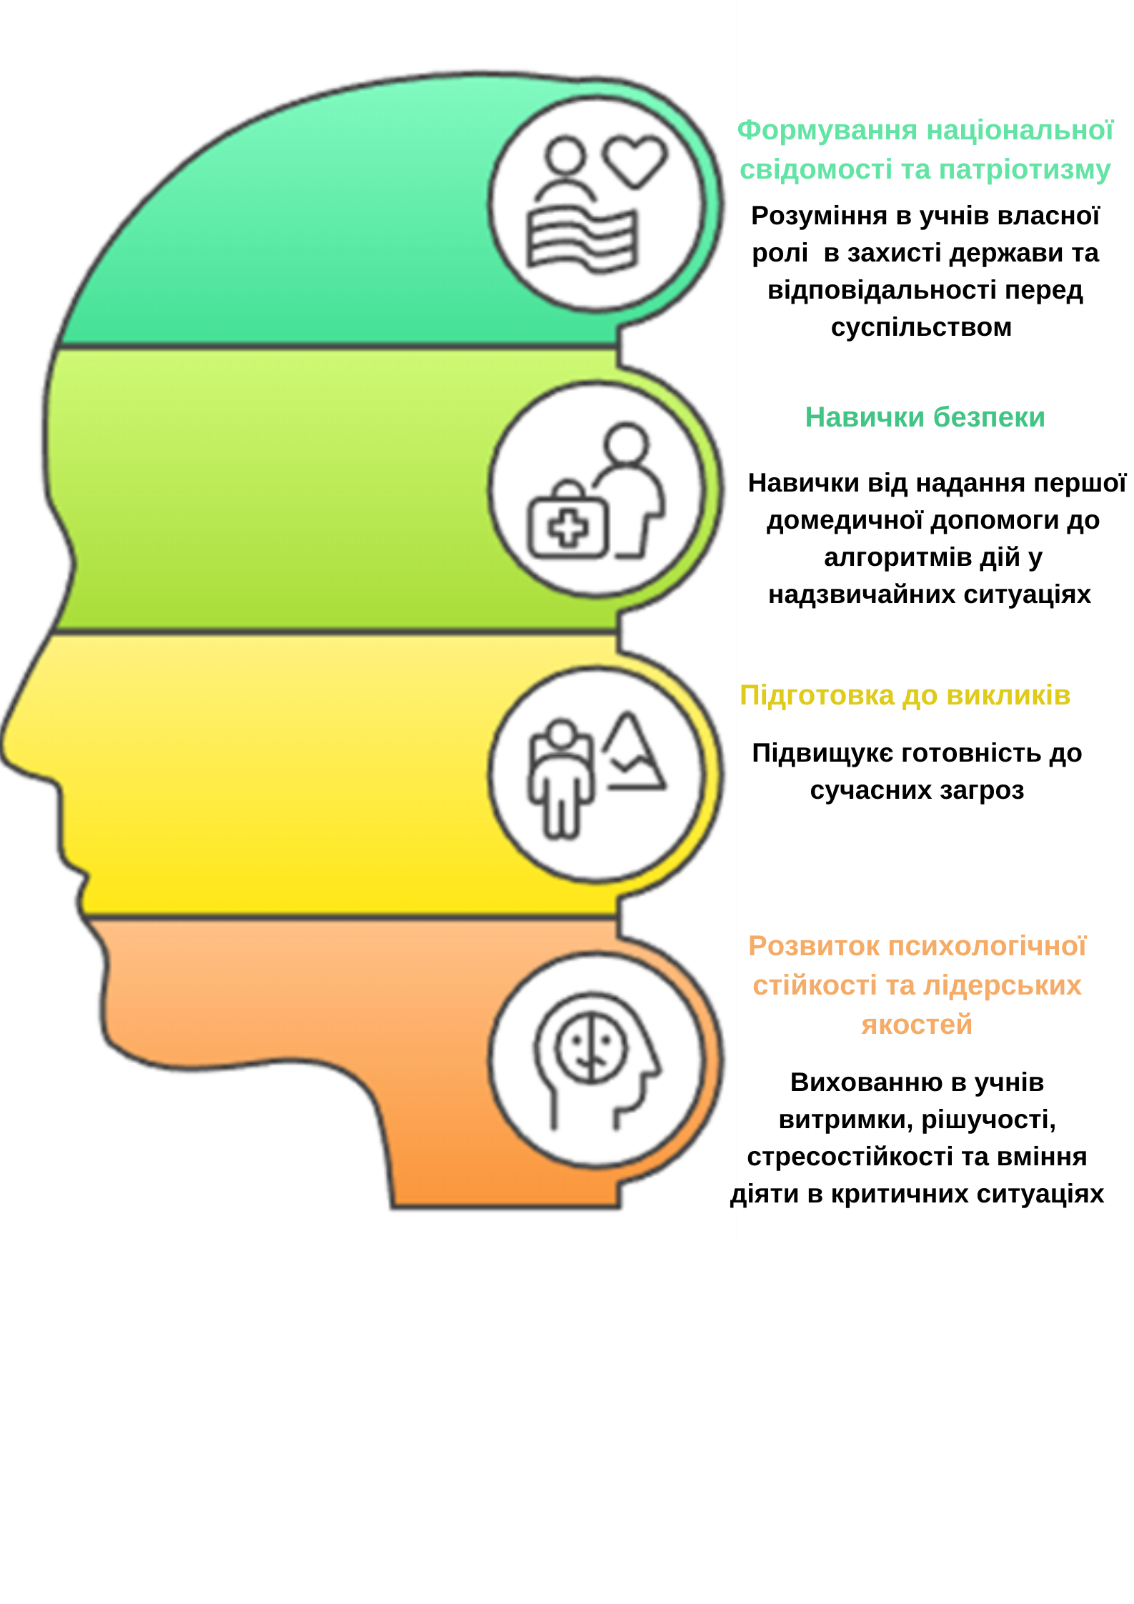 Формування національної
свідомості та патріотизму
Розуміння в учнів власної
ролі в захисті держави та
відповідальності перед
суспільством
Навички безпеки
Навички від надання першої
домедичної допомоги до
алгоритмів дій у
надзвичайних ситуаціях
Підготовка до викликів
Підвищукє готовність до
сучасних загроз
Розвиток психологічної
стійкості та лідерських
якостей
Вихованню в учнів
витримки, рішучості,
стресостійкості та вміння
діяти в критичних ситуаціях